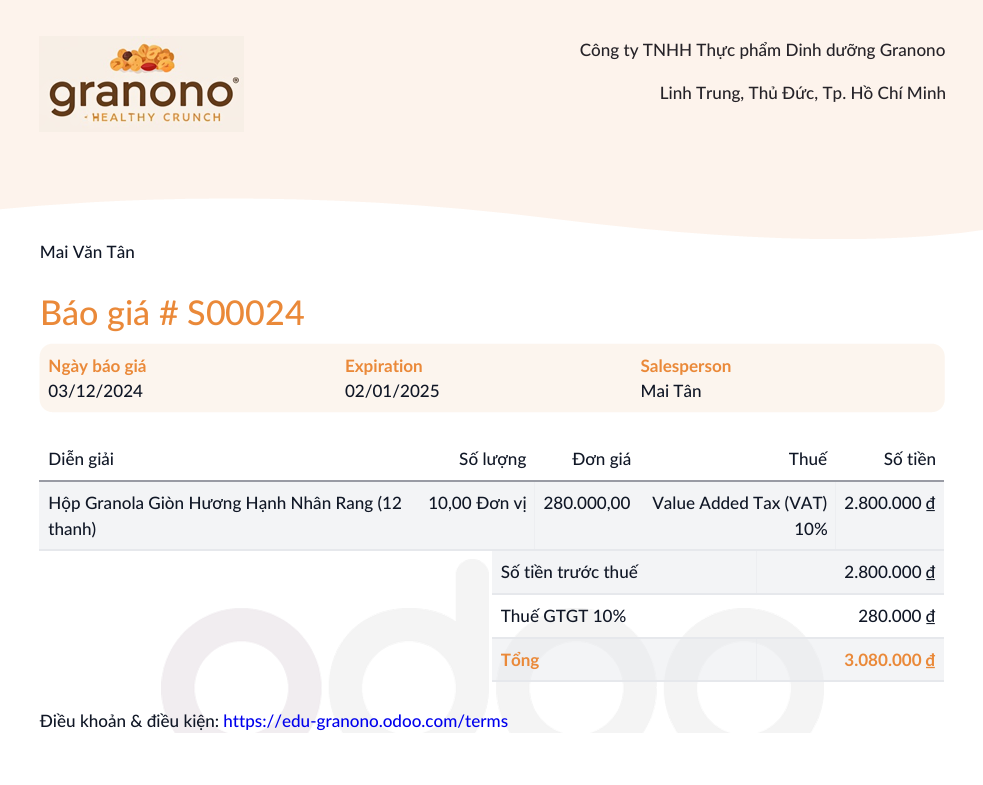 granono®
HEALTHY CRUNCH
Công ty TNHH Thực phẩm Dinh dưỡng Granono
Linh Trung, Thủ Đức, Tp. Hồ Chí Minh
Mai Văn Tân
Báo giá # S00024
Ngày báo giá Expiration Salesperson
03/12/2024 02/01/2025 Mai Tân
Diễn giải Số lượng Đơn giá Thuế Số tiền
Hộp Granola Giòn Hương Hạnh Nhân Rang (12 10,00 Đơn vị 280.000,00 Value Added Tax (VAT) 2.800.000 ₫
thanh) 10%
Số tiền trước thuế 2.800.000 ₫
Thuế GTGT 10% 280.000 ₫
Tổng 3.080.000 ₫
odoo
Điều khoản & điều kiện: https://edu-granono.odoo.com/terms